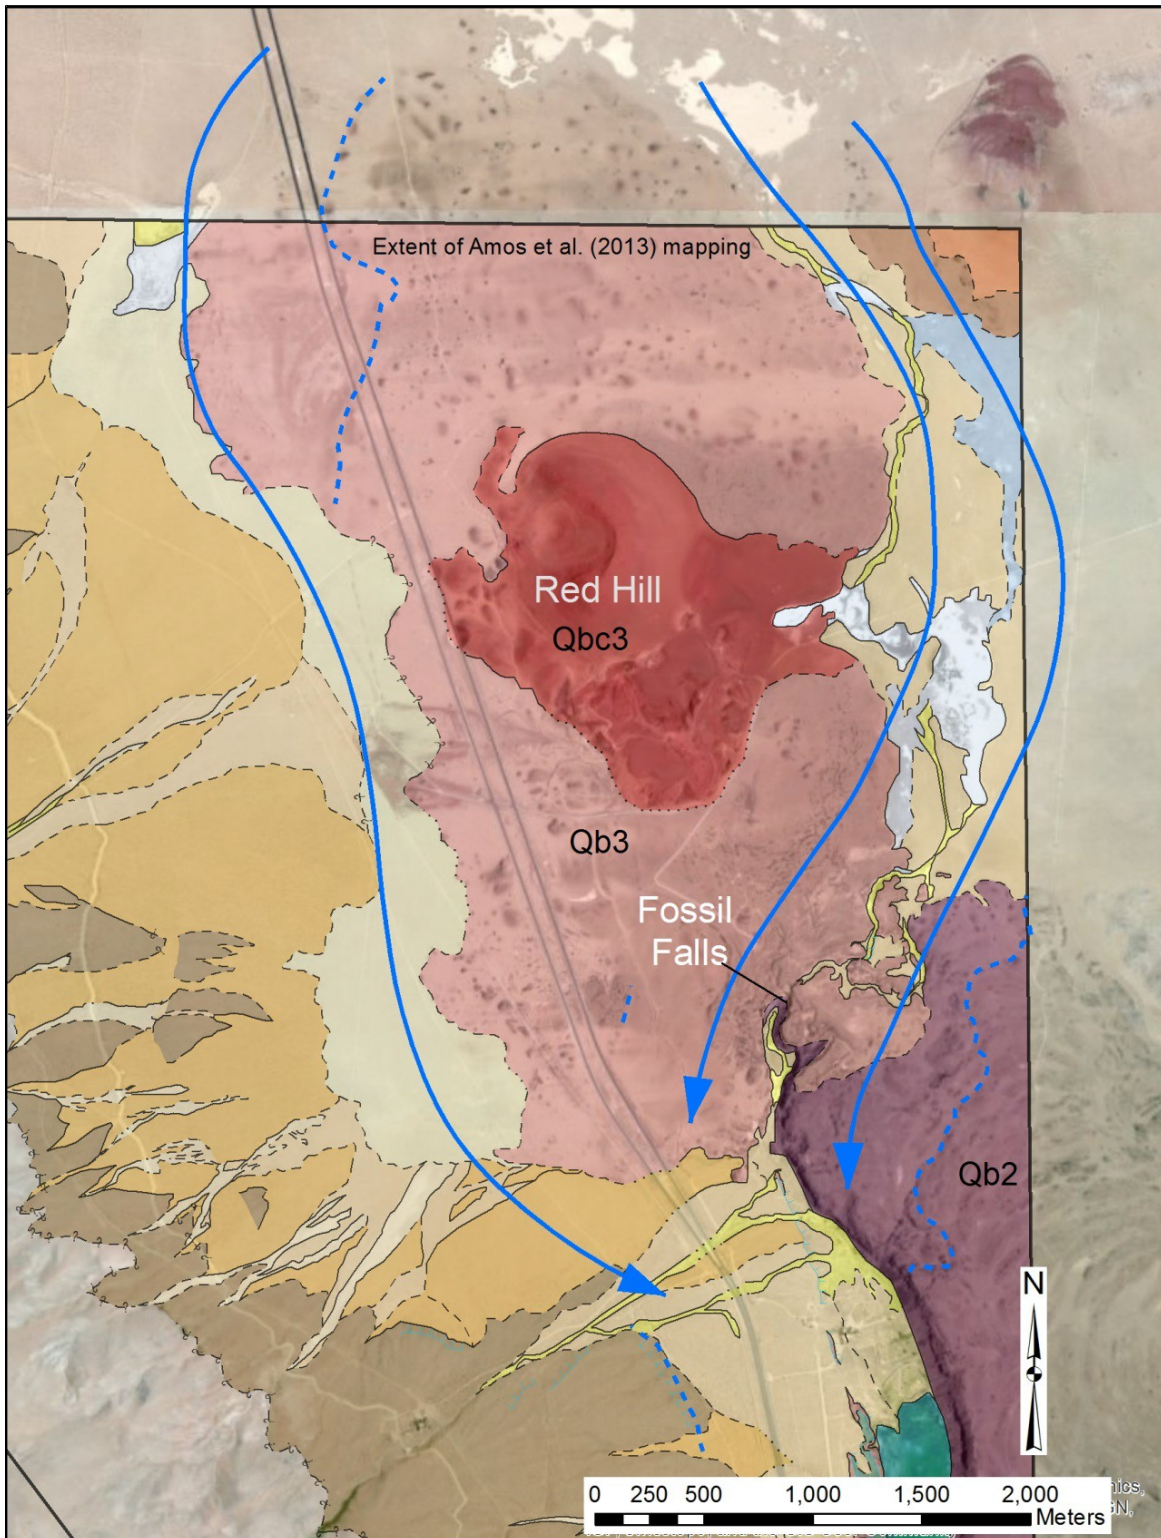 Extent of Amos et al. (2013) mapping
Red Hill
Qbc3
Qb3
Fossil
Falls
Qb2
N
0 250 500 1,000 1,500 2,000
Meters